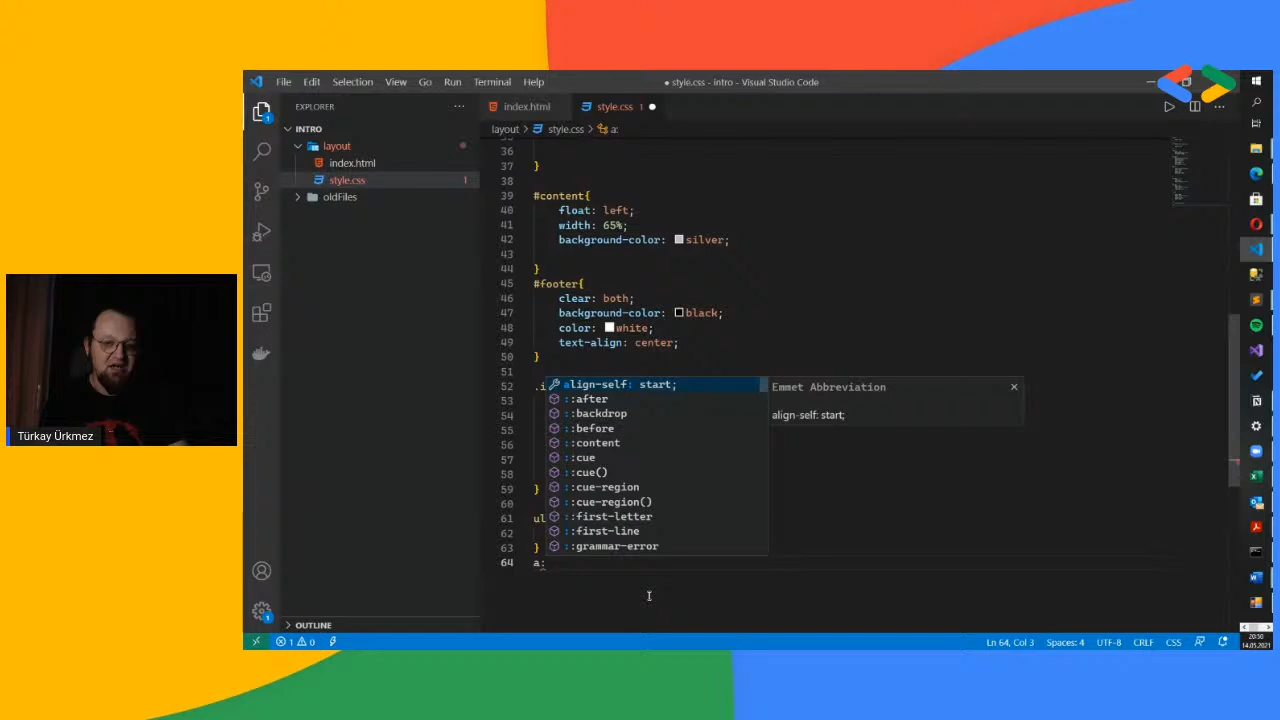 File Edit Selection View Go Run Terminal Help
● style.css - intro - Visual Studio Code
EXPLORER
INTRO
layout
index.html
style.css 1
oldFiles
OUTLINE
index.html
style.css 1
layout > style.css > a:
36
37 }
38
39 #content{
40 float: left;
41 width: 65%;
42 background-color: silver;
43
44 }
45 #footer{
46 clear: both;
47 background-color: black;
48 color: white;
49 text-align: center;
50 }
51
52 .i
53
54
55
56
57
58
59 }
60
61 ul
62
63 }
64 a:
align-self: start;
::after
::backdrop
::before
::content
::cue
::cue()
::cue-region
::cue-region()
::first-letter
::first-line
::grammar-error
Emmet Abbreviation
align-self: start;
Türkay Ürkmez
1 0
Ln 64, Col 3 Spaces: 4 UTF-8 CRLF CSS
20:50
14.05.2021